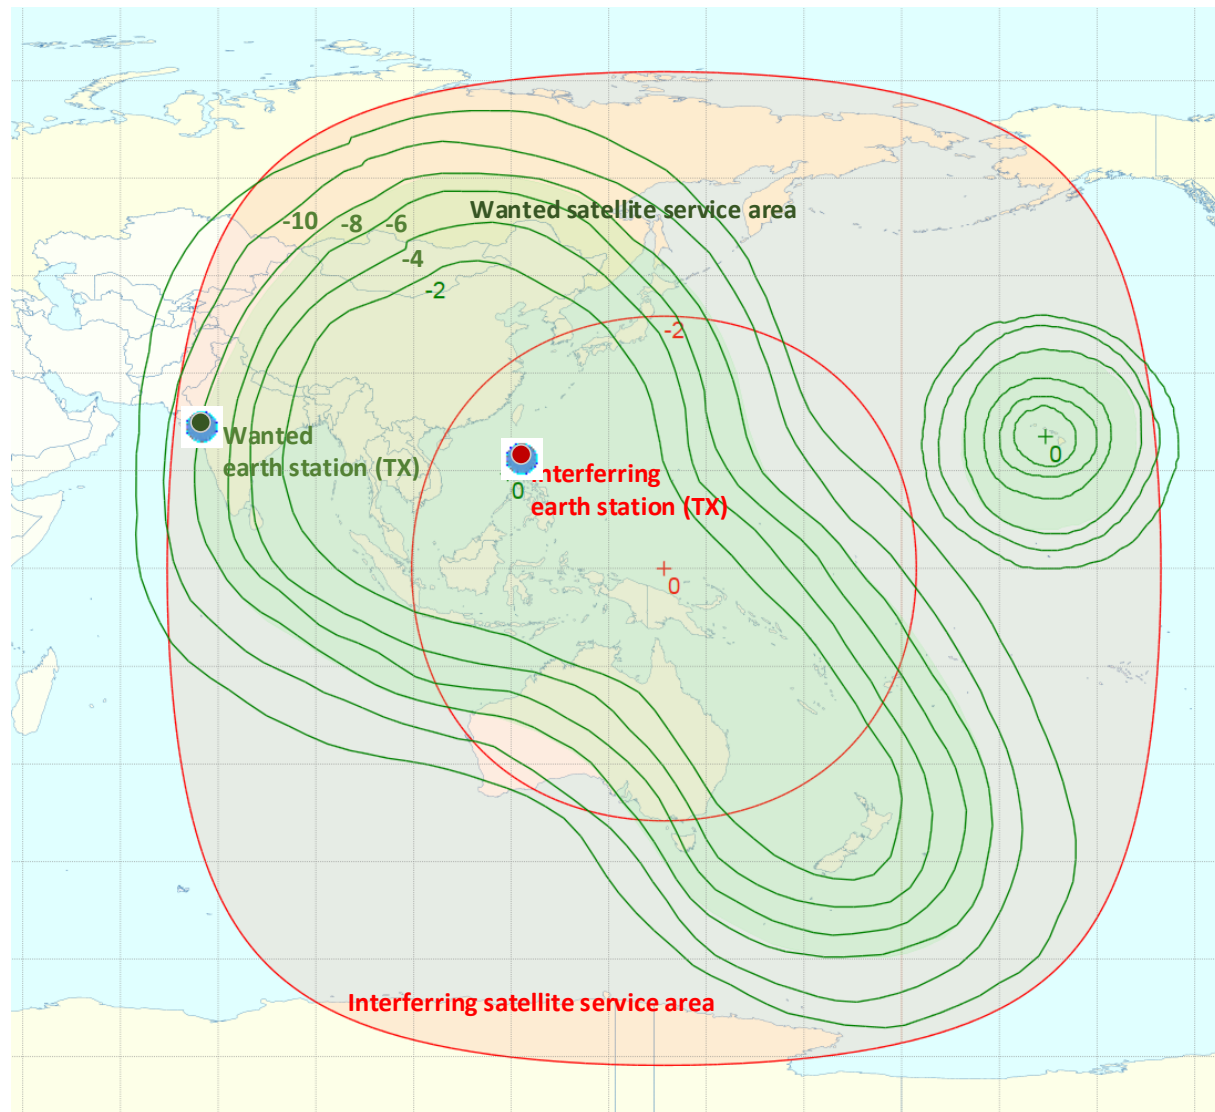 Wanted satellite service area
-10
-8
-6
-4
-2
-2
Wanted
earth station (TX)
0
Interferring
earth station (TX)
0
0
Interferring satellite service area